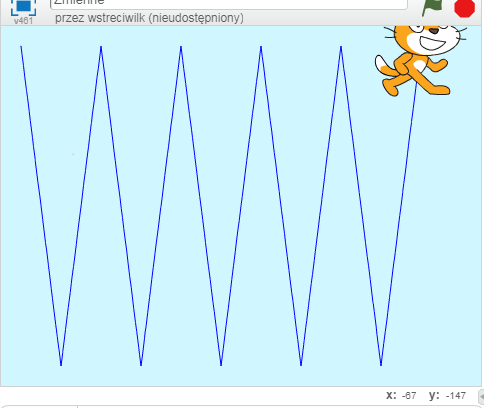 Zmienne
v461
przez wstreciwilk (nieudostępniony)
x: -67 y: -147